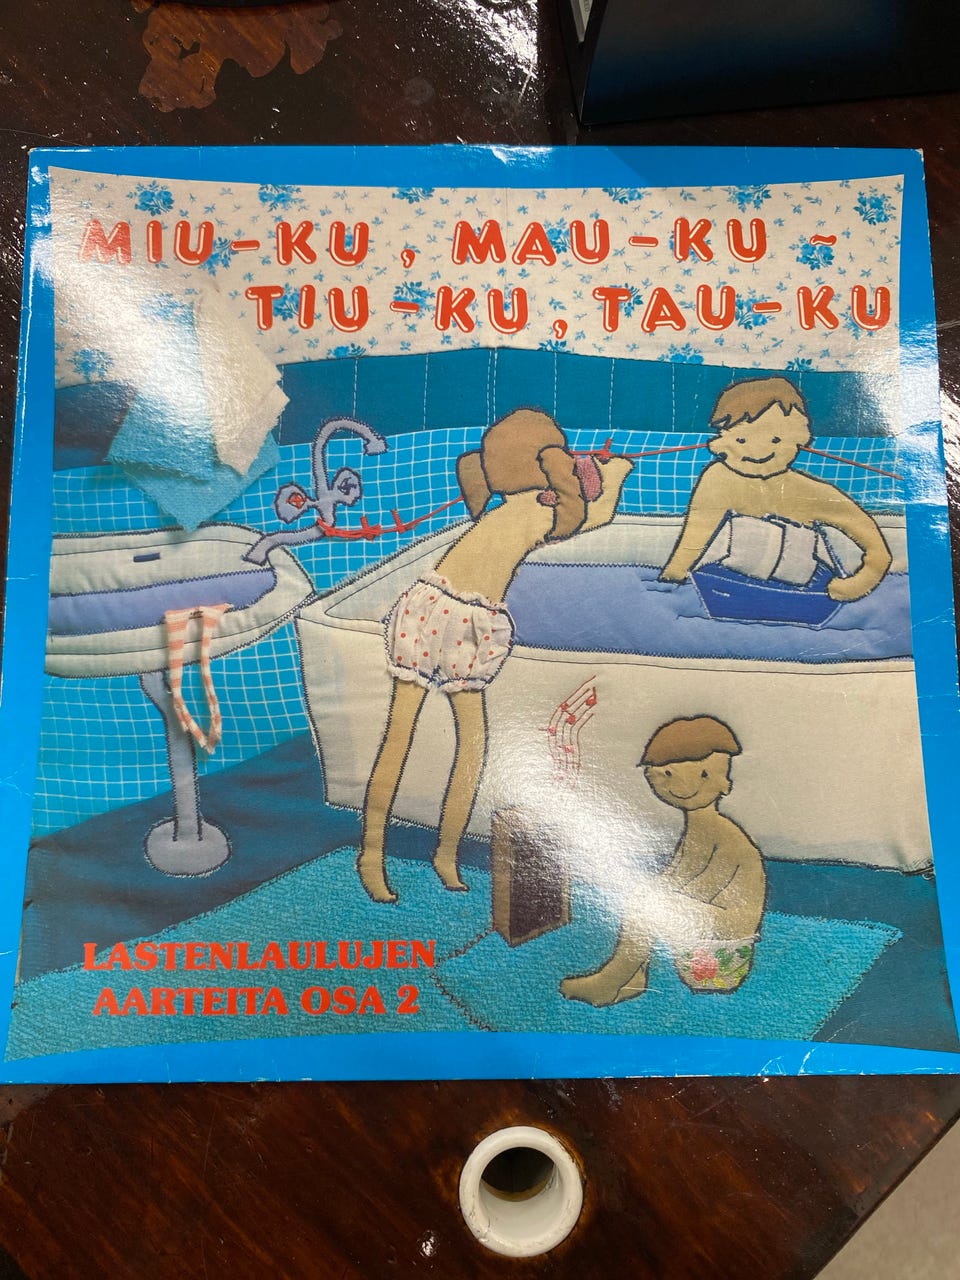 MIU-KU, MAU-KU ~
TIU-KU, TAU-KU
LASTENLAULUJEN
AARTEITA OSA 2